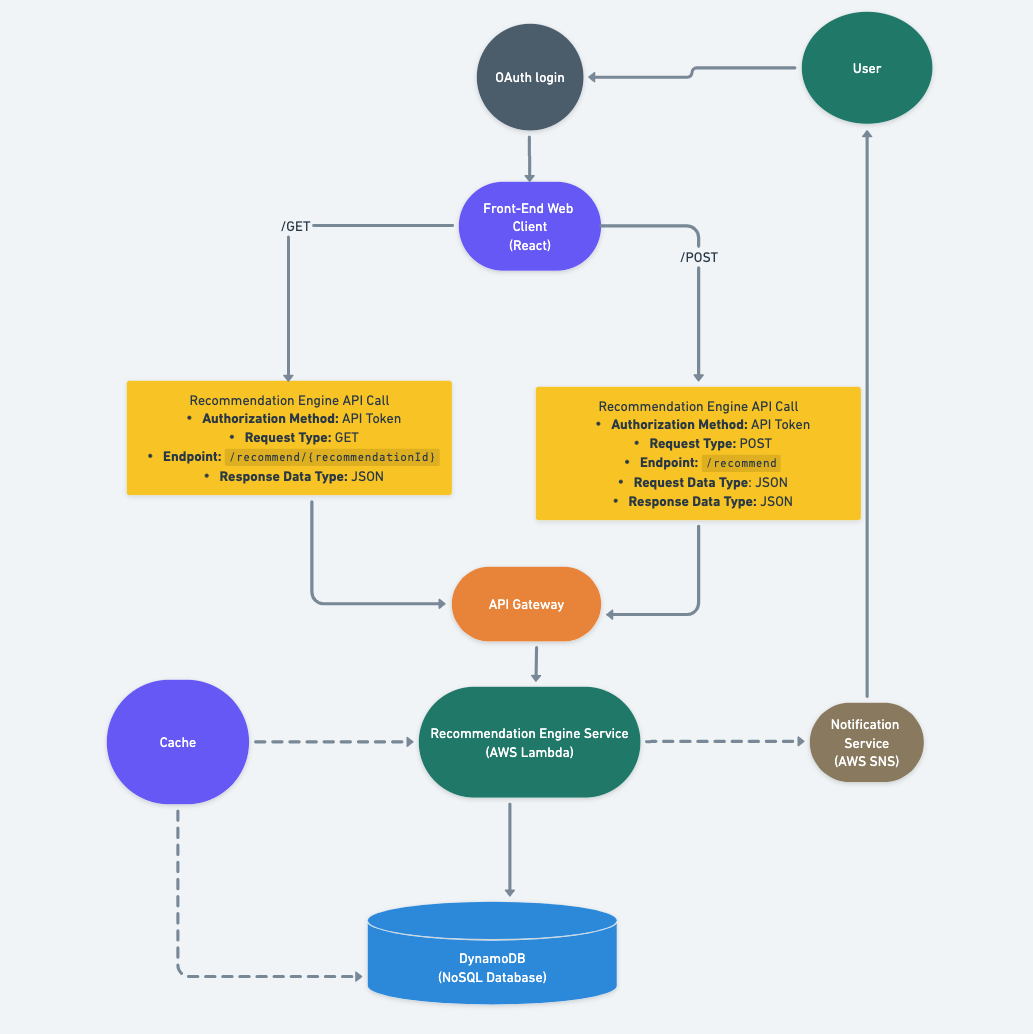 OAuth login
User
Front-End Web
Client
(React)
/GET
/POST
Recommendation Engine API Call
• Authorization Method: API Token
• Request Type: GET
• Endpoint: /recommend/{recommendationId}
• Response Data Type: JSON
Recommendation Engine API Call
• Authorization Method: API Token
• Request Type: POST
• Endpoint: /recommend
• Request Data Type: JSON
• Response Data Type: JSON
API Gateway
Cache
Recommendation Engine Service
(AWS Lambda)
Notification
Service
(AWS SNS)
DynamoDB
(NoSQL Database)